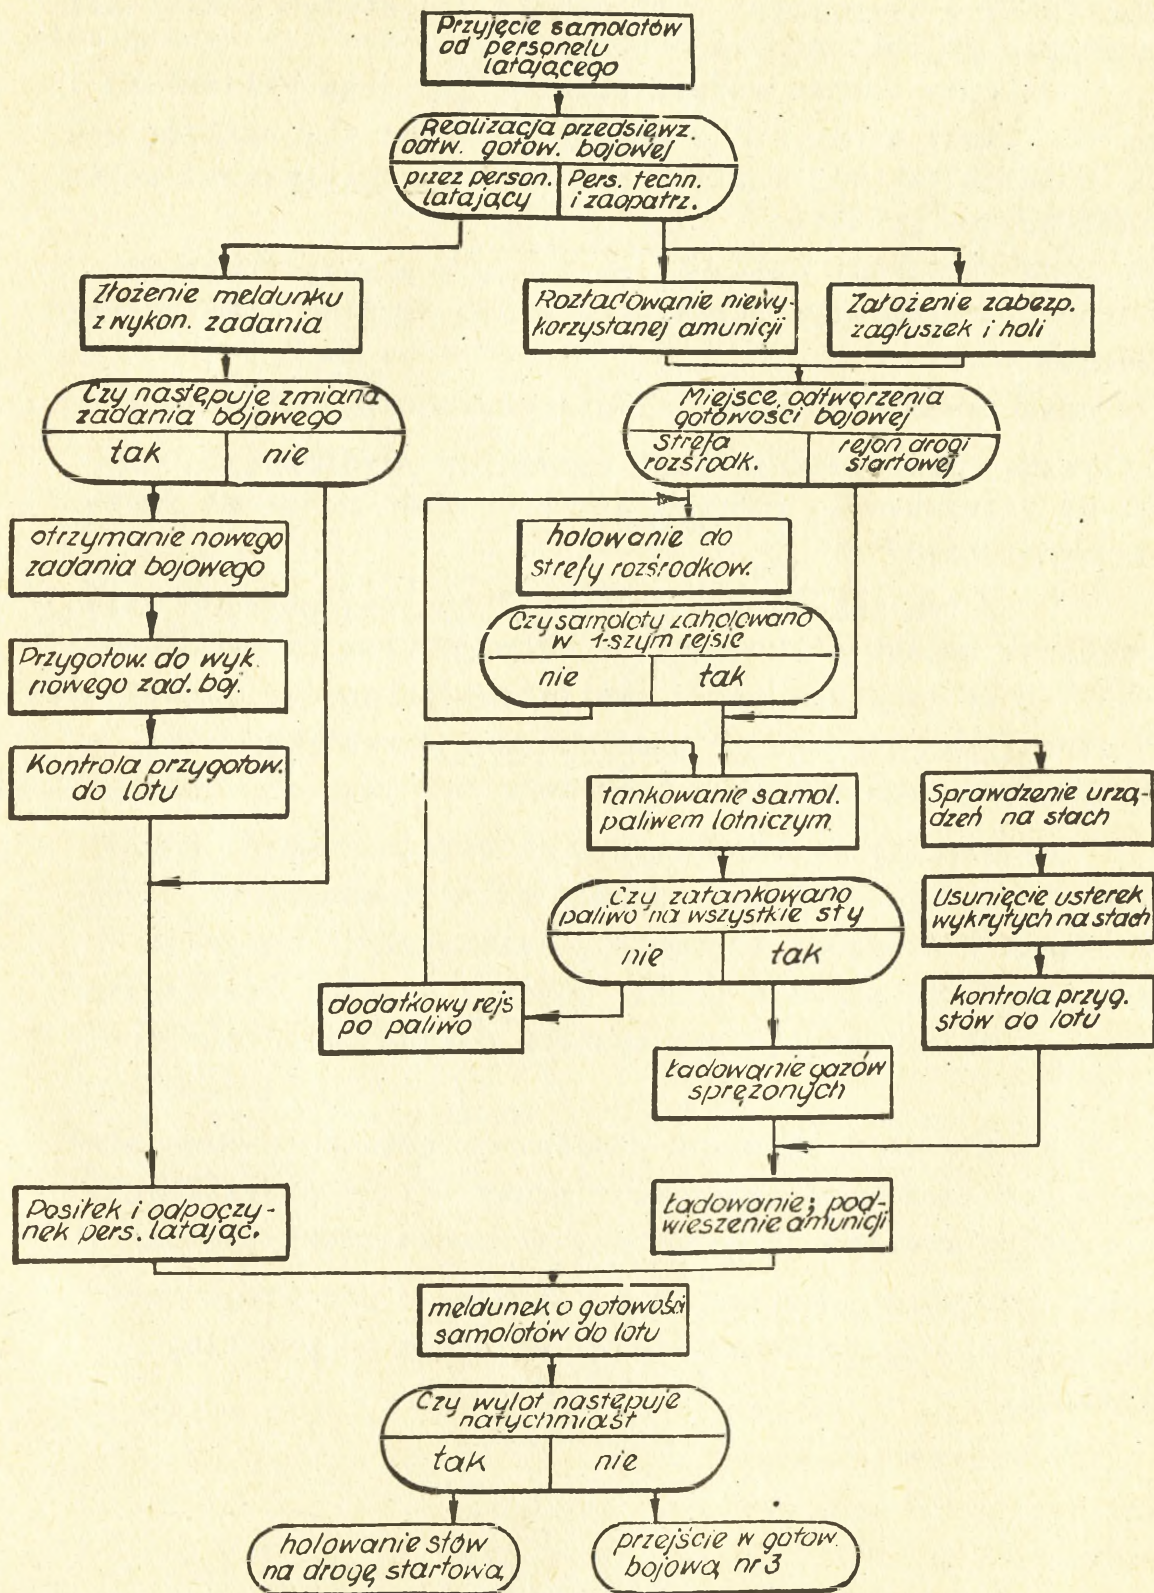 Przyjęcie samolotów
od personelu
latającego
Realizacja przedsięwz.
odtw. gotow. bojowej
przez person.
latający
Pers. techn.
i zaopatrz.
Złożenie meldunku
z wykon. zadania
Rozładowanie niewy-
korzystanej amunicji
Założenie zabezp.
zagłuszek i holi
Czy następuje zmiana
zadania bojowego
tak
nie
Miejsce odtworzenia
gotowości bojowej
strefa
rozśrodk.
rejon drogi
startowej
otrzymanie nowego
zadania bojowego
holowanie do
strefy rozśrodkow.
Czy samoloty zaholowano
w 1-szym rejsie
nie
tak
Przygotow. do wyk.
nowego zad. boj.
Kontrola przygotow.
do lotu
tankowanie samol.
paliwem lotniczym
Sprawdzenie urzą-
dzeń na stach
Czy zatankowano
paliwo na wszystkie sty
nie
tak
Usunięcie usterek
wykrytych na stach
dodatkowy rejs
po paliwo
kontrola przyg.
stów do lotu
Ładowanie gazów
sprężonych
Posiłek i odpoczy-
nek pers. latając.
Ładowanie; pod-
wieszenie amunicji
meldunek o gotowości
samolotów do lotu
Czy wylot następuje
natychmiast
tak
nie
holowanie stów
na drogę startową
przejście w gotow.
bojową nr 3